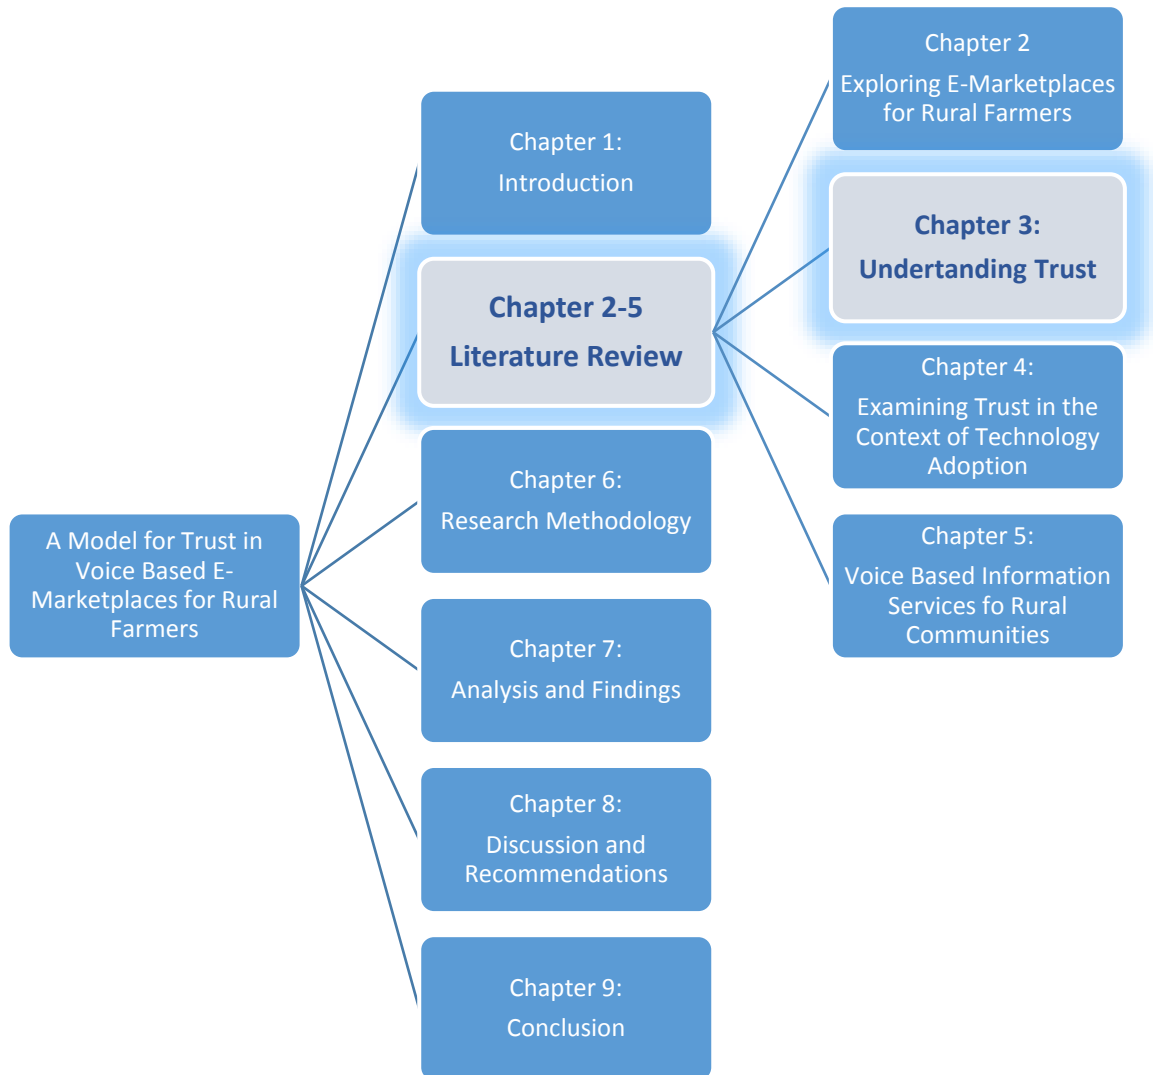 A Model for Trust in
Voice Based E-
Marketplaces for Rural
Farmers
Chapter 1:
Introduction
Chapter 2-5
Literature Review
Chapter 6:
Research Methodology
Chapter 7:
Analysis and Findings
Chapter 8:
Discussion and
Recommendations
Chapter 9:
Conclusion
Chapter 2
Exploring E-Marketplaces
for Rural Farmers
Chapter 3:
Undertanding Trust
Chapter 4:
Examining Trust in the
Context of Technology
Adoption
Chapter 5:
Voice Based Information
Services fo Rural
Communities